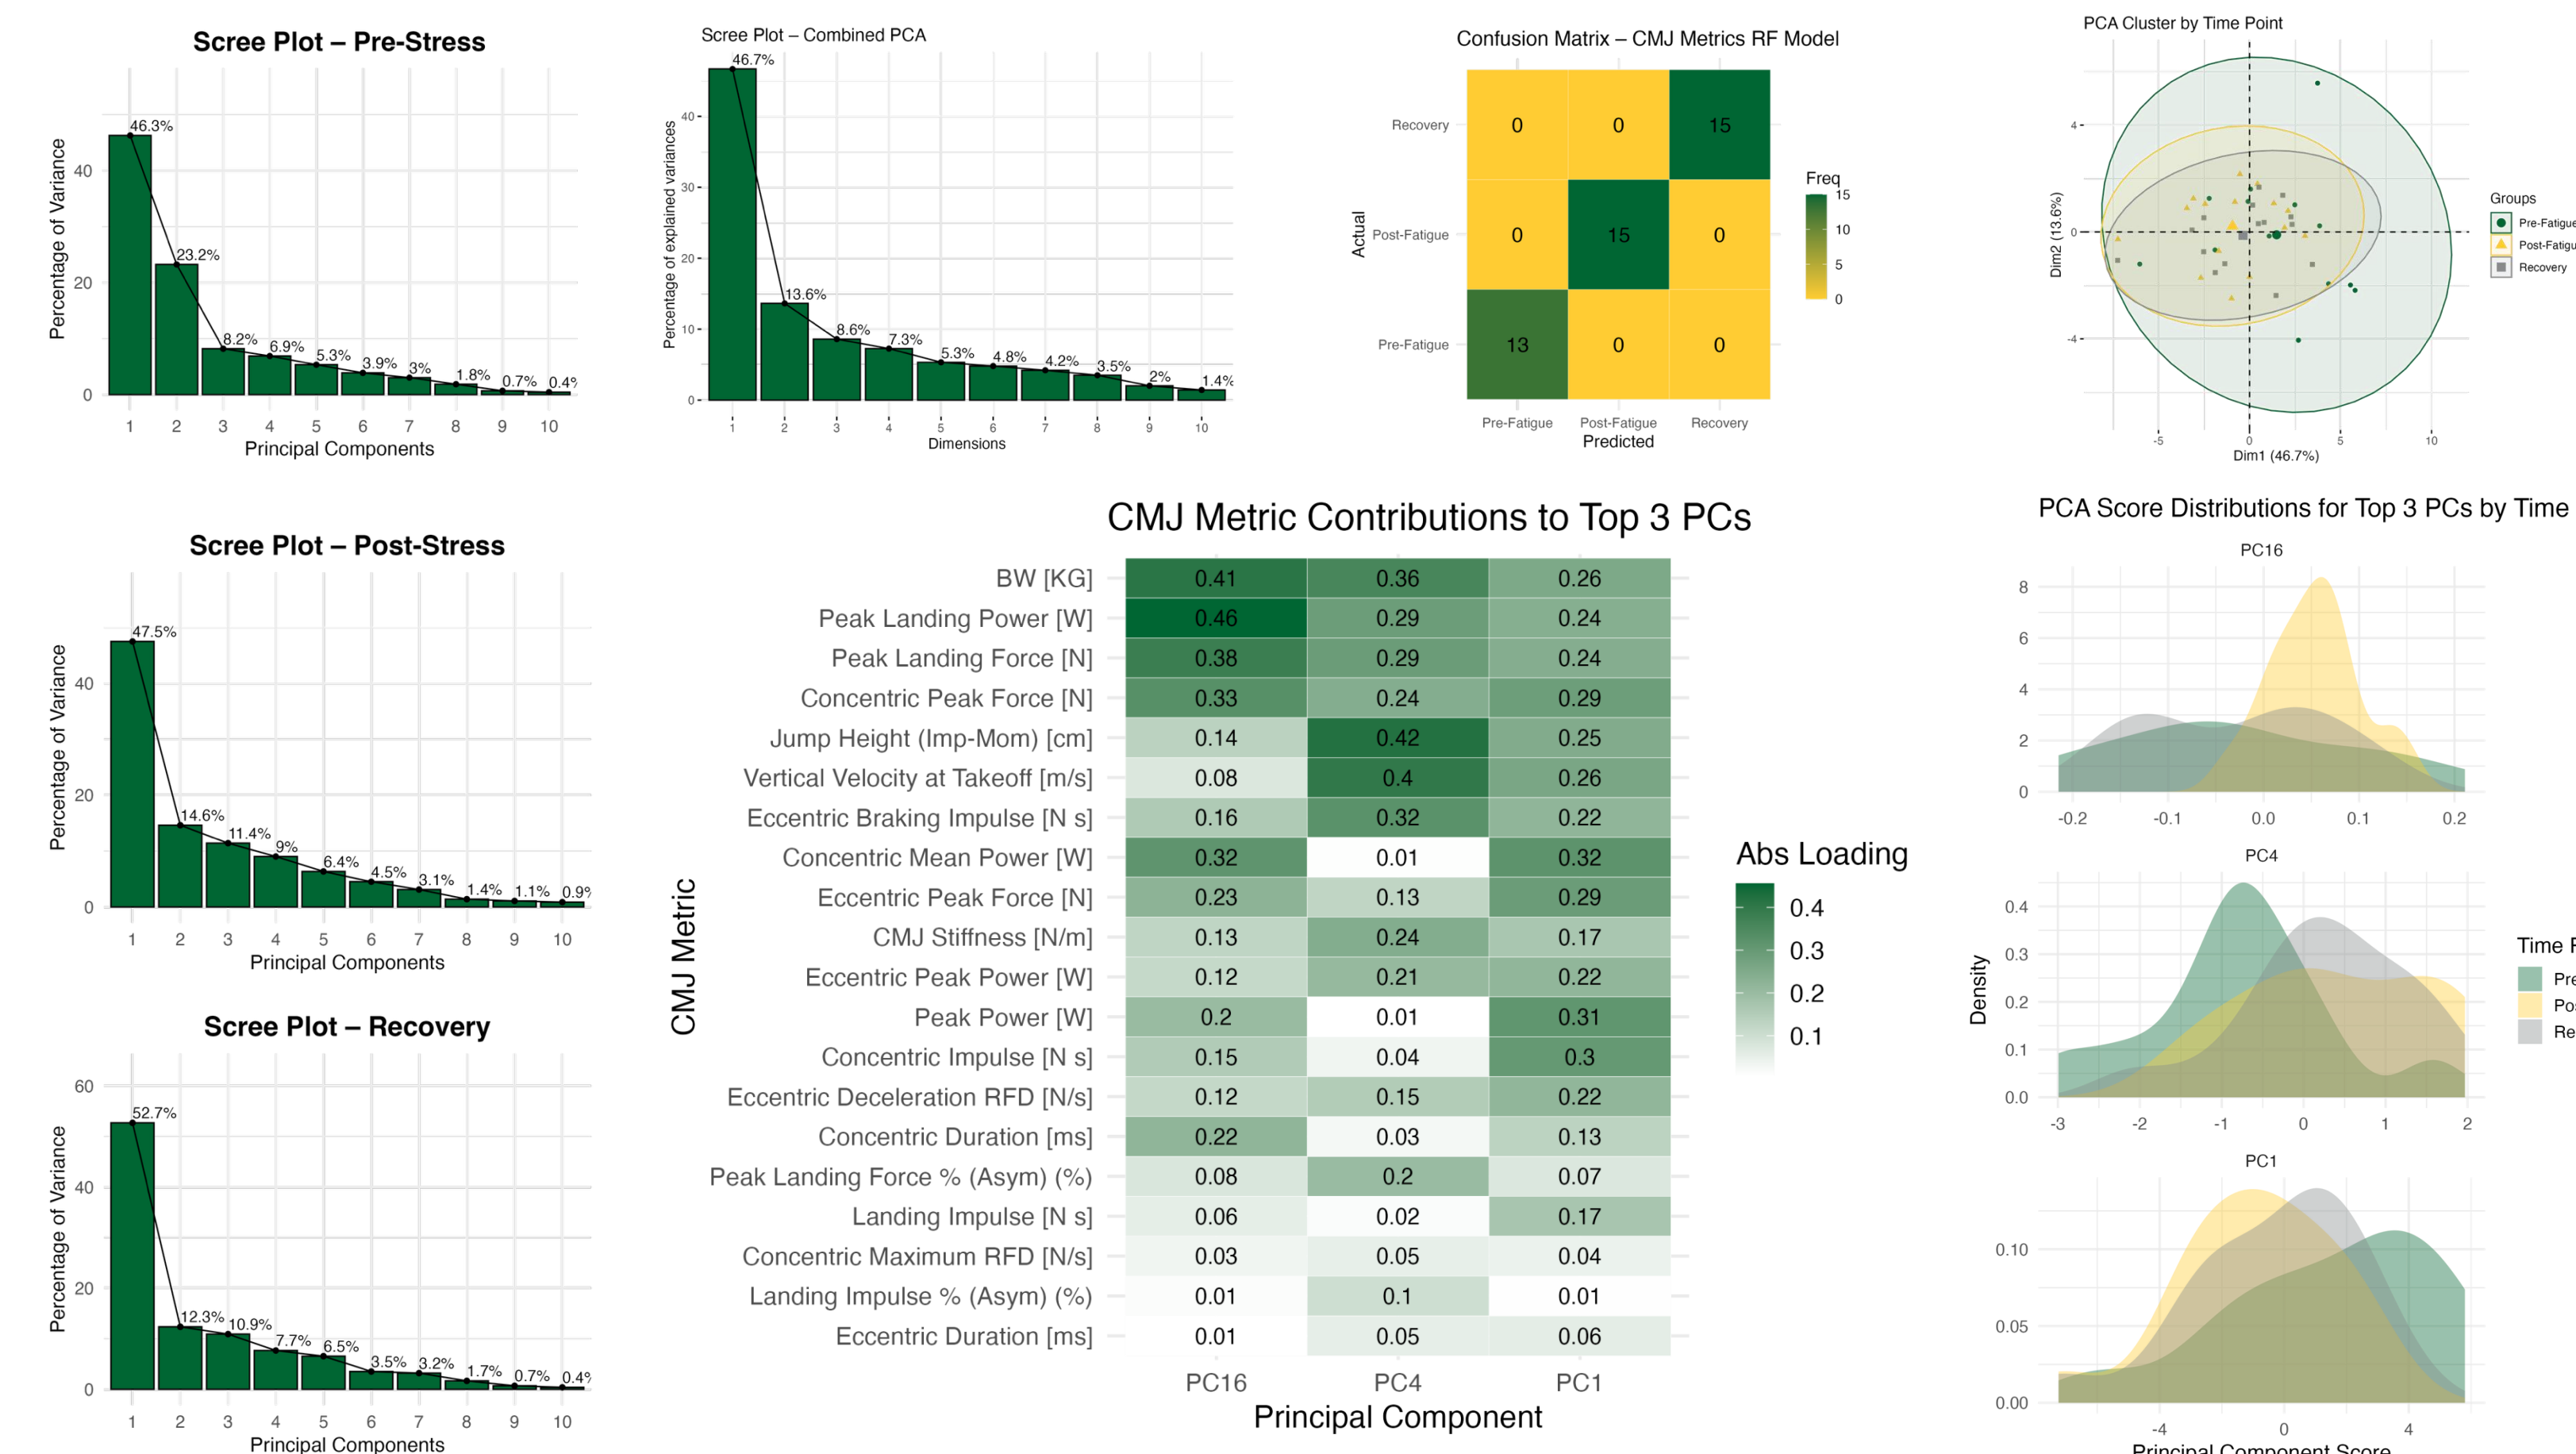 Scree Plot – Pre-Stress
Percentage of Variance
40
20
0
46.3%
23.2%
8.2%
6.9%
5.3%
3.9%
3%
1.8%
0.7%
0.4%
1 2 3 4 5 6 7 8 9 10
Principal Components
Scree Plot – Combined PCA
Percentage of explained variances
40
30
20
10
0
46.7%
13.6%
8.6%
7.3%
5.3%
4.8%
4.2%
3.5%
2%
1.4%
1 2 3 4 5 6 7 8 9 10
Dimensions
Confusion Matrix – CMJ Metrics RF Model
Actual
Recovery 0 0 15
Post-Fatigue 0 15 0
Pre-Fatigue 13 0 0
Pre-Fatigue Post-Fatigue Recovery
Predicted
Freq
15
10
5
0
PCA Cluster by Time Point
Dim2 (13.6%)
4
0
-4
-5 0 5 10
Dim1 (46.7%)
Groups
Pre-Fatigue
Post-Fatigu
Recovery
Scree Plot – Post-Stress
Percentage of Variance
40
20
0
47.5%
14.6%
11.4%
9%
6.4%
4.5%
3.1%
1.4%
1.1%
0.9%
1 2 3 4 5 6 7 8 9 10
Principal Components
Scree Plot – Recovery
Percentage of Variance
60
40
20
0
52.7%
12.3%
10.9%
7.7%
6.5%
3.5%
3.2%
1.7%
0.7%
0.4%
1 2 3 4 5 6 7 8 9 10
Principal Components
CMJ Metric Contributions to Top 3 PCs
CMJ Metric
BW [KG] 0.41 0.36 0.26
Peak Landing Power [W] 0.46 0.29 0.24
Peak Landing Force [N] 0.38 0.29 0.24
Concentric Peak Force [N] 0.33 0.24 0.29
Jump Height (Imp-Mom) [cm] 0.14 0.42 0.25
Vertical Velocity at Takeoff [m/s] 0.08 0.4 0.26
Eccentric Braking Impulse [N s] 0.16 0.32 0.22
Concentric Mean Power [W] 0.32 0.01 0.32
Eccentric Peak Force [N] 0.23 0.13 0.29
CMJ Stiffness [N/m] 0.13 0.24 0.17
Eccentric Peak Power [W] 0.12 0.21 0.22
Peak Power [W] 0.2 0.01 0.31
Concentric Impulse [N s] 0.15 0.04 0.3
Eccentric Deceleration RFD [N/s] 0.12 0.15 0.22
Concentric Duration [ms] 0.22 0.03 0.13
Peak Landing Force % (Asym) (%) 0.08 0.2 0.07
Landing Impulse [N s] 0.06 0.02 0.17
Concentric Maximum RFD [N/s] 0.03 0.05 0.04
Landing Impulse % (Asym) (%) 0.01 0.1 0.01
Eccentric Duration [ms] 0.01 0.05 0.06
PC16 PC4 PC1
Principal Component
Abs Loading
0.4
0.3
0.2
0.1
PCA Score Distributions for Top 3 PCs by Time
PC16
8
6
4
2
0
-0.2 -0.1 0.0 0.1 0.2
PC4
Density
0.4
0.3
0.2
0.1
0.0
-3 -2 -1 0 1 2
PC1
0.10
0.05
0.00
-4 0 4
Principal Component Score
Time
Pre
Pos
Re